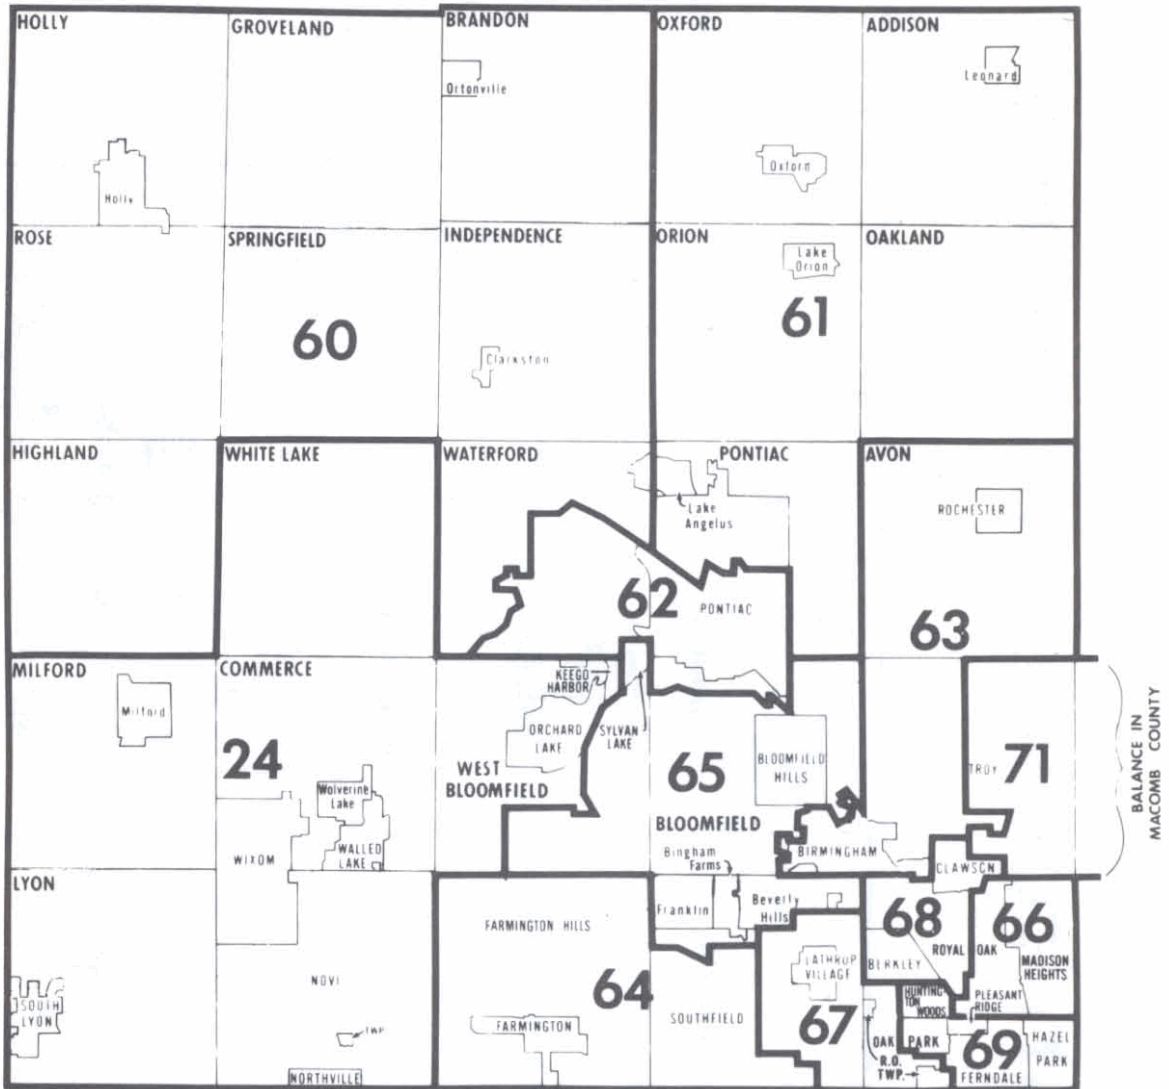 HOLLY
GROVELAND
BRANDON
OXFORD
ADDISON
Leonard
Ortonville
Oxford
Holly
ROSE
SPRINGFIELD
INDEPENDENCE
ORION
OAKLAND
Lake
Orion
60
61
Clarkston
HIGHLAND
WHITE LAKE
WATERFORD
PONTIAC
AVON
Lake
Angelus
ROCHESTER
62
PONTIAC
63
MILFORD
COMMERCE
KEEGO
HARBOR
Milford
ORCHARD
LAKE
SYLVAN
LAKE
24
WEST
BLOOMFIELD
65
BLOOMFIELD
HILLS
TROY
71
BALANCE IN
MACOMB COUNTY
Wolverine
Lake
WALLED
LAKE
WIXOM
BLOOMFIELD
Bingham
Farms
BIRMINGHAM
CLAWSON
LYON
FARMINGTON HILLS
Franklin
Beverly
Hills
68
66
ROYAL
OAK
BERKLEY
MADISON
HEIGHTS
LATHRUP
VILLAGE
NOVI
64
SOUTHFIELD
67
HUNTING-
TON
WOODS
PLEASANT
RIDGE
SOUTH
LYON
TWP
FARMINGTON
OAK
PARK
69
HAZEL
PARK
R.O.
TWP.
FERNDALE
NORTHVILLE